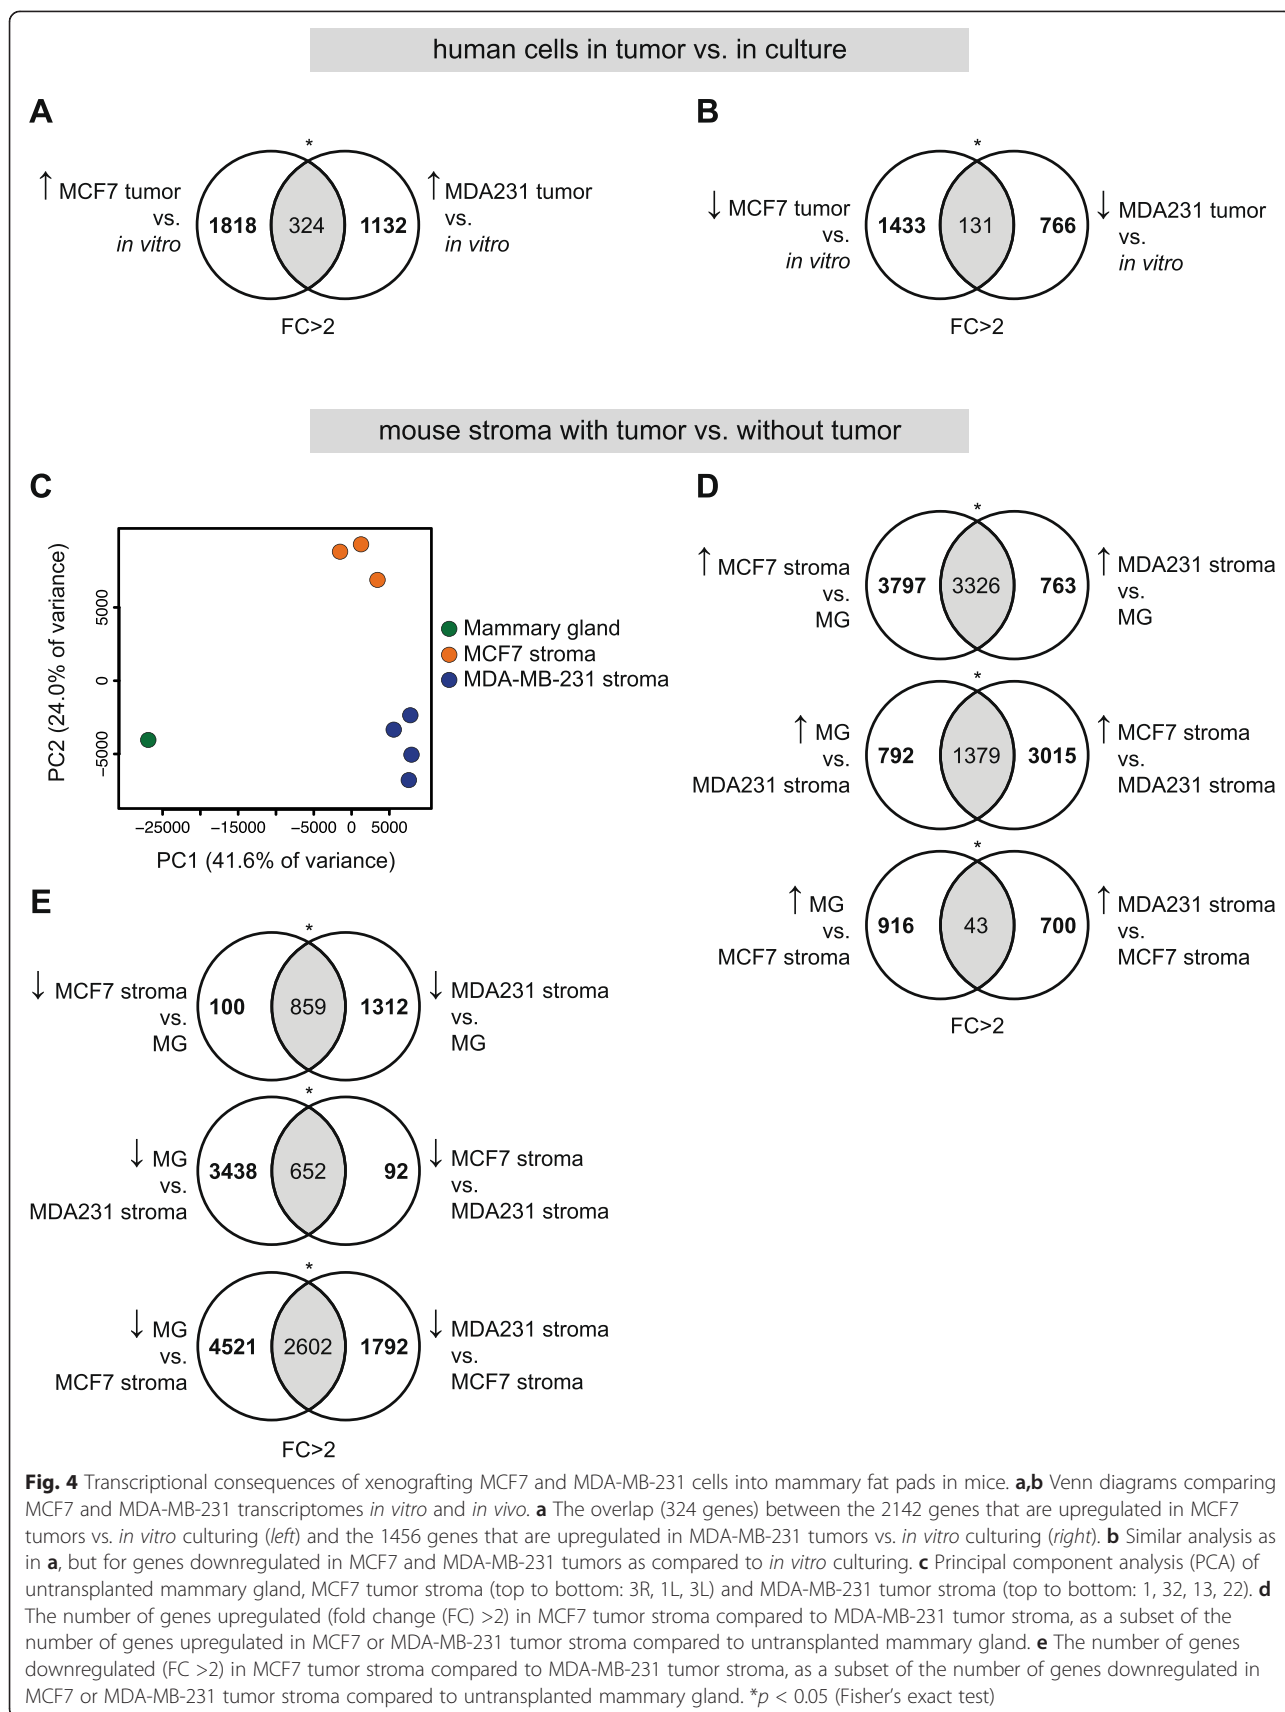 human cells in tumor vs. in culture
A
*
↑ MCF7 tumor
vs.
in vitro
1818
324
1132
↑ MDA231 tumor
vs.
in vitro
FC>2
B
*
↓ MCF7 tumor
vs.
in vitro
1433
131
766
↓ MDA231 tumor
vs.
in vitro
FC>2
mouse stroma with tumor vs. without tumor
C
PC2 (24.0% of variance)
5000
0
−5000
−25000
−15000
−5000
0
5000
PC1 (41.6% of variance)
Mammary gland
MCF7 stroma
MDA-MB-231 stroma
D
*
↑ MCF7 stroma
vs.
MG
3797
3326
763
↑ MDA231 stroma
vs.
MG
*
↑ MG
vs.
MDA231 stroma
792
1379
3015
↑ MCF7 stroma
vs.
MDA231 stroma
*
↑ MG
vs.
MCF7 stroma
916
43
700
↑ MDA231 stroma
vs.
MCF7 stroma
FC>2
E
*
↓ MCF7 stroma
vs.
MG
100
859
1312
↓ MDA231 stroma
vs.
MG
*
↓ MG
vs.
MDA231 stroma
3438
652
92
↓ MCF7 stroma
vs.
MDA231 stroma
*
↓ MG
vs.
MCF7 stroma
4521
2602
1792
↓ MDA231 stroma
vs.
MCF7 stroma
FC>2
Fig. 4 Transcriptional consequences of xenografting MCF7 and MDA-MB-231 cells into mammary fat pads in mice. a,b Venn diagrams comparing
MCF7 and MDA-MB-231 transcriptomes in vitro and in vivo. a The overlap (324 genes) between the 2142 genes that are upregulated in MCF7
tumors vs. in vitro culturing (left) and the 1456 genes that are upregulated in MDA-MB-231 tumors vs. in vitro culturing (right). b Similar analysis as
in a, but for genes downregulated in MCF7 and MDA-MB-231 tumors as compared to in vitro culturing. c Principal component analysis (PCA) of
untransplanted mammary gland, MCF7 tumor stroma (top to bottom: 3R, 1L, 3L) and MDA-MB-231 tumor stroma (top to bottom: 1, 32, 13, 22). d
The number of genes upregulated (fold change (FC) >2) in MCF7 tumor stroma compared to MDA-MB-231 tumor stroma, as a subset of the
number of genes upregulated in MCF7 or MDA-MB-231 tumor stroma compared to untransplanted mammary gland. e The number of genes
downregulated (FC >2) in MCF7 tumor stroma compared to MDA-MB-231 tumor stroma, as a subset of the number of genes downregulated in
MCF7 or MDA-MB-231 tumor stroma compared to untransplanted mammary gland. *p < 0.05 (Fisher's exact test)